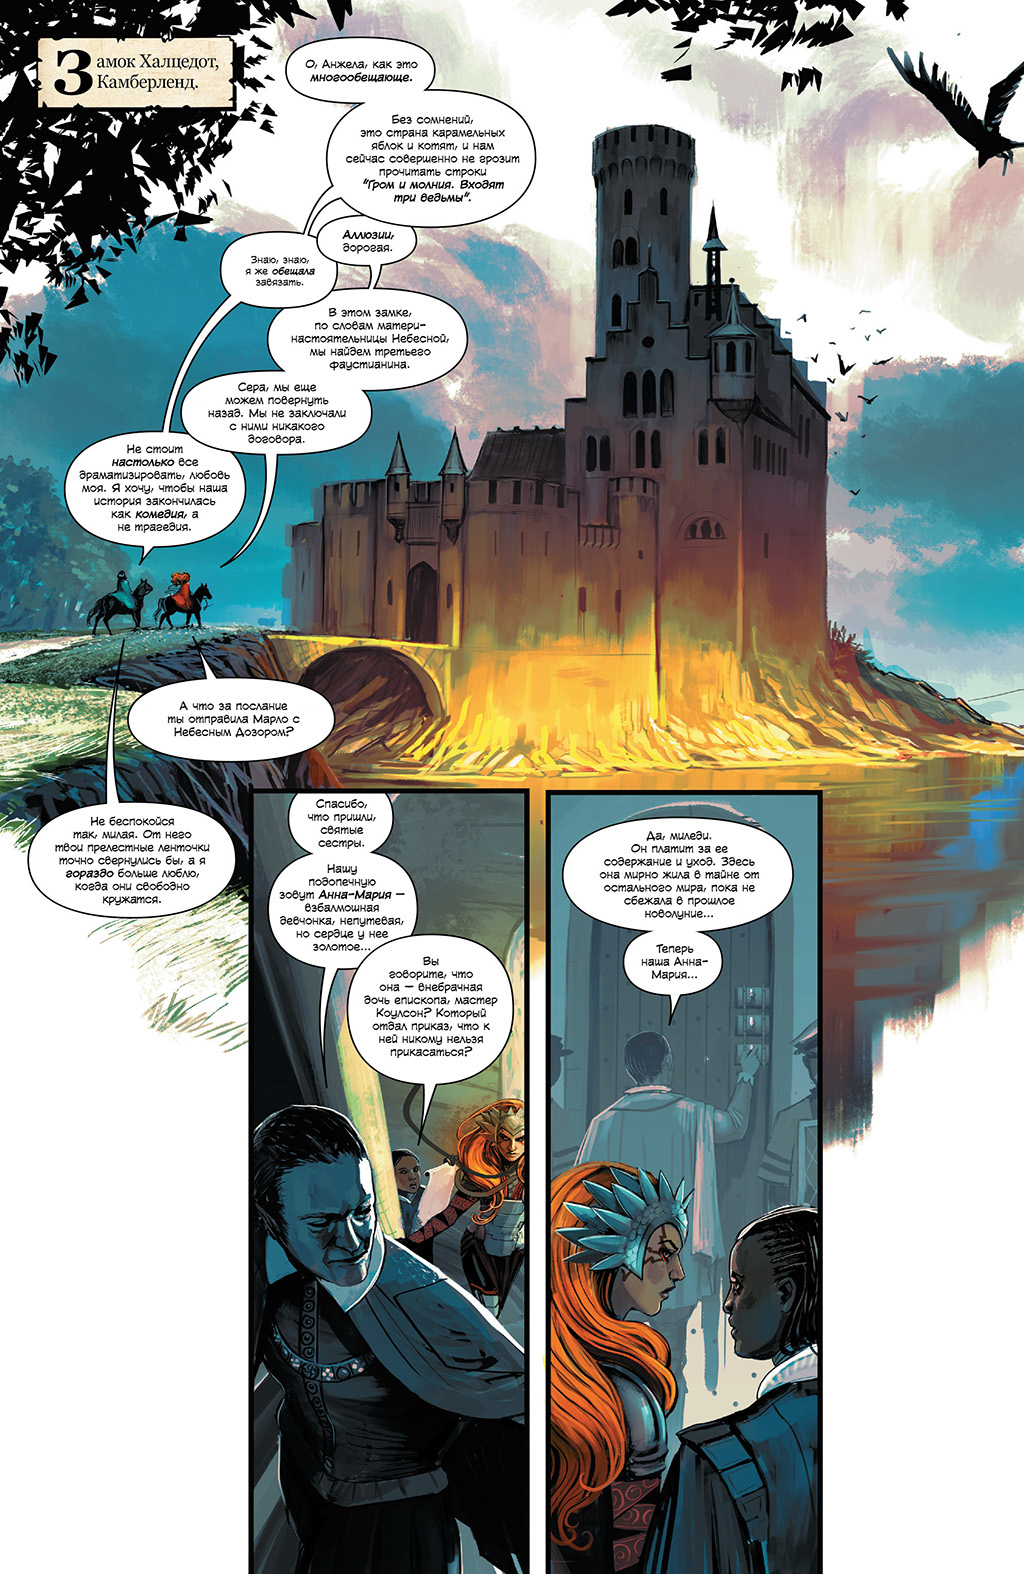 Замок Халцедот,
Камберленд.
О, Анжела, как это
многообещающе.
Без сомнений,
это страна карамельных
яблок и котят, и нам
сейчас совершенно не грозит
прочитать строки
"Гром и молния. Входят
три ведьмы".
Аллюзии,
дорогая.
Знаю, знаю,
я же обещала
завязать.
В этом замке,
по словам матери-
настоятельницы Небесной,
мы найдем третьего
фаустианина.
Сера, мы еще
можем повернуть
назад. Мы не заключали
с ними никакого
договора.
Не стоит
настолько все
драматизировать, любовь
моя. Я хочу, чтобы наша
история закончилась
как комедия, а
не трагедия.
А что за послание
ты отправила Марло с
Небесным Дозором?
Не беспокойся
так, милая. От него
твои прелестные ленточки
точно свернулись бы, а я
гораздо больше люблю,
когда они свободно
кружатся.
Спасибо,
что пришли,
святые
сестры.
Нашу
подопечную
зовут Анна-Мария —
взбалмошная
девчонка, непутевая,
но сердце у нее
золотое...
Вы
говорите, что
она — внебрачная
дочь епископа, мастер
Коулсон? Который
отдал приказ, что к
ней никому нельзя
прикасаться?
Да, миледи.
Он платит за ее
содержание и уход. Здесь
она мирно жила в тайне от
остального мира, пока не
сбежала в прошлое
новолуние...
Теперь
наша Анна-
Мария...